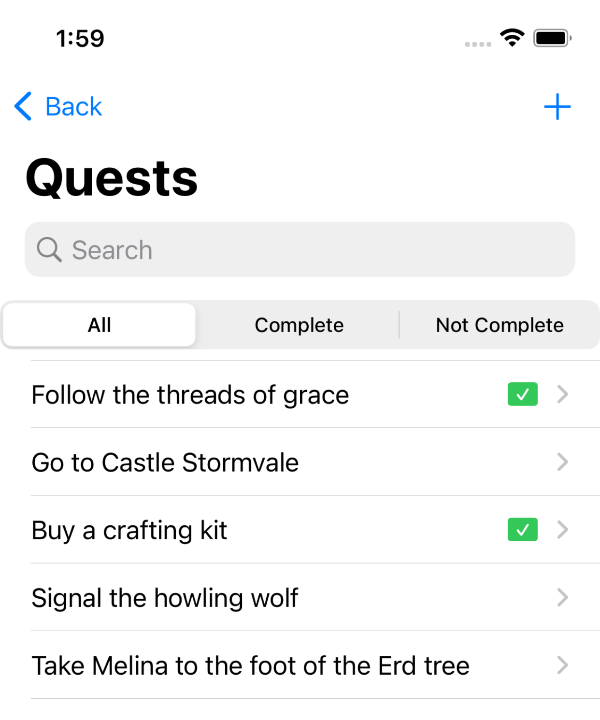 1:59
Back
Quests
Search
All Complete Not Complete
Follow the threads of grace
Go to Castle Stormvale
Buy a crafting kit
Signal the howling wolf
Take Melina to the foot of the Erd tree